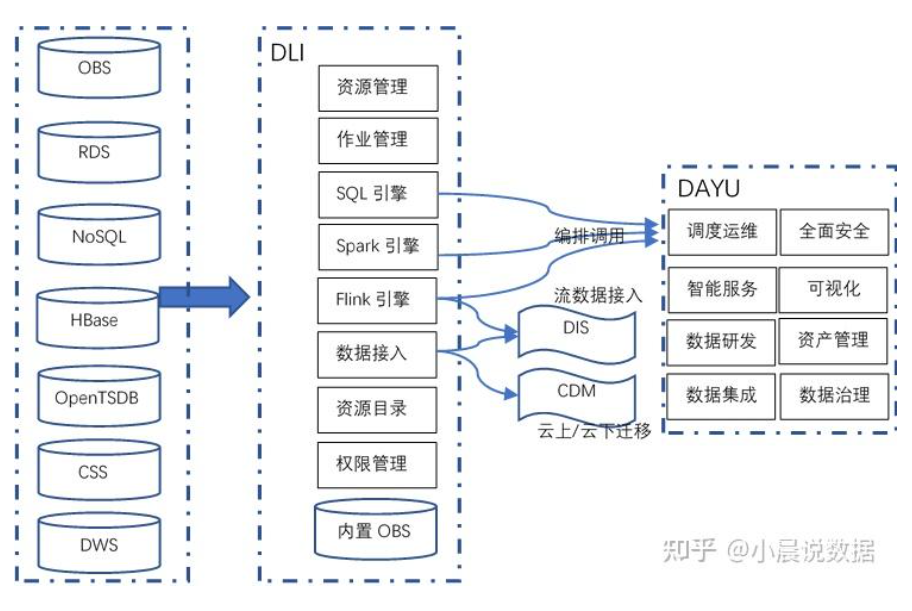 OBS
RDS
NoSQL
HBase
OpenTSDB
CSS
DWS
DLI
资源管理
作业管理
SQL 引擎
Spark 引擎
Flink 引擎
数据接入
资源目录
权限管理
内置 OBS
编排调用
流数据接入
DIS
CDM
云上/云下迁移
DAYU
调度运维
全面安全
智能服务
可视化
数据研发
资产管理
数据集成
数据治理
知乎 @小晨说数据